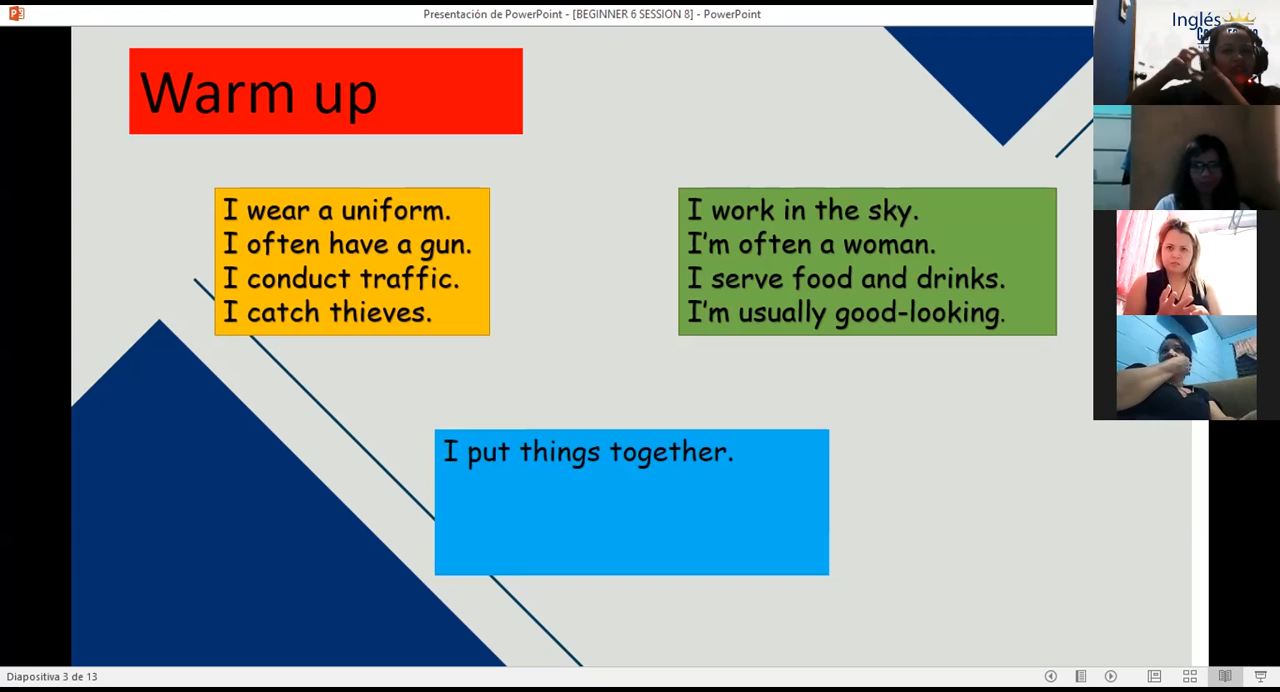 Presentación de PowerPoint - [BEGINNER 6 SESSION 8] - PowerPoint
Inglés
Warm up
I wear a uniform.
I often have a gun.
I conduct traffic.
I catch thieves.
I work in the sky.
I'm often a woman.
I serve food and drinks.
I'm usually good-looking.
I put things together.
Diapositiva 3 de 13